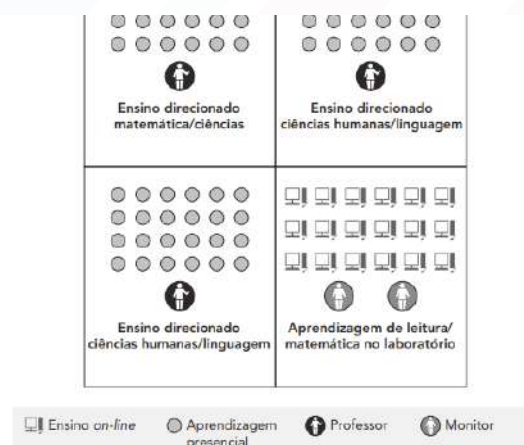 Ensino direcionado
matemática/ciências
Ensino direcionado
ciências humanas/linguagem
Ensino direcionado
ciências humanas/linguagem
Aprendizagem de leitura/
matemática no laboratório
Ensino on-line
Aprendizagem
presencial
Professor
Monitor